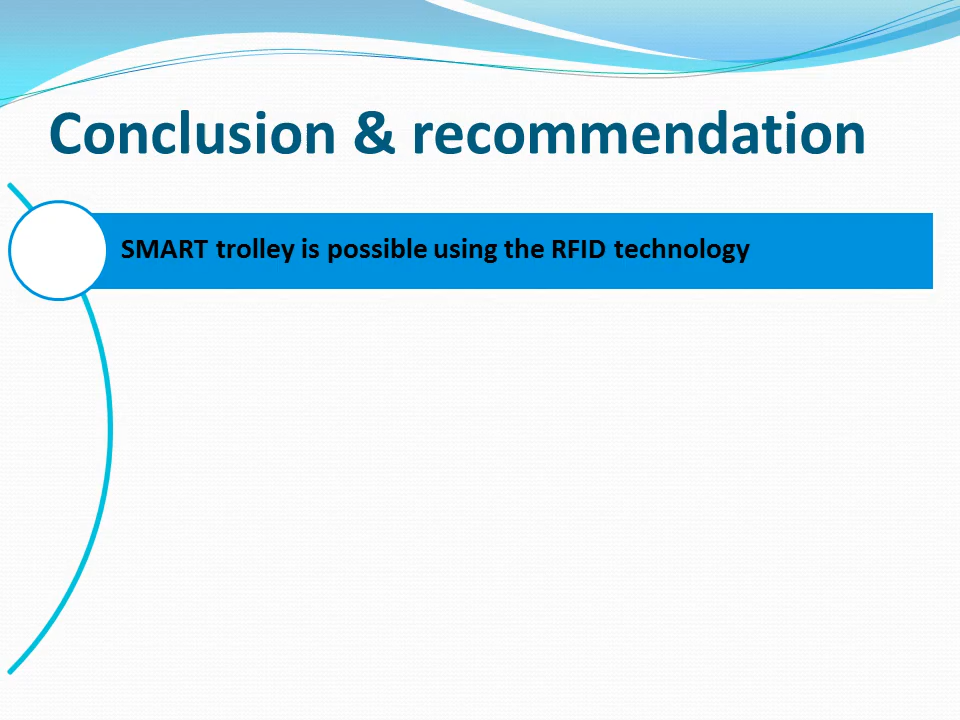 Conclusion & recommendation
SMART trolley is possible using the RFID technology